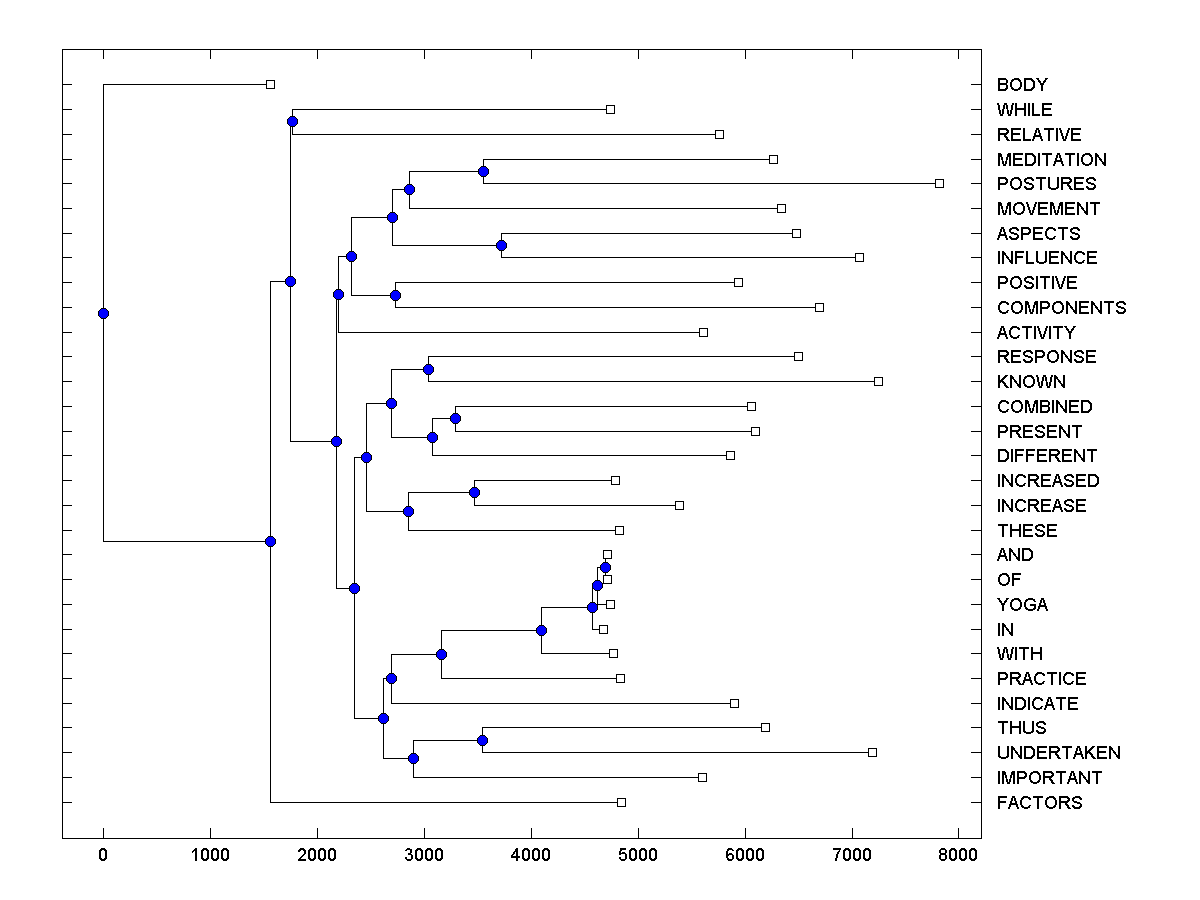 BODY
WHILE
RELATIVE
MEDITATION
POSTURES
MOVEMENT
ASPECTS
INFLUENCE
POSITIVE
COMPONENTS
ACTIVITY
RESPONSE
KNOWN
COMBINED
PRESENT
DIFFERENT
INCREASED
INCREASE
THESE
AND
OF
YOGA
IN
WITH
PRACTICE
INDICATE
THUS
UNDERTAKEN
IMPORTANT
FACTORS
0 1000 2000 3000 4000 5000 6000 7000 8000